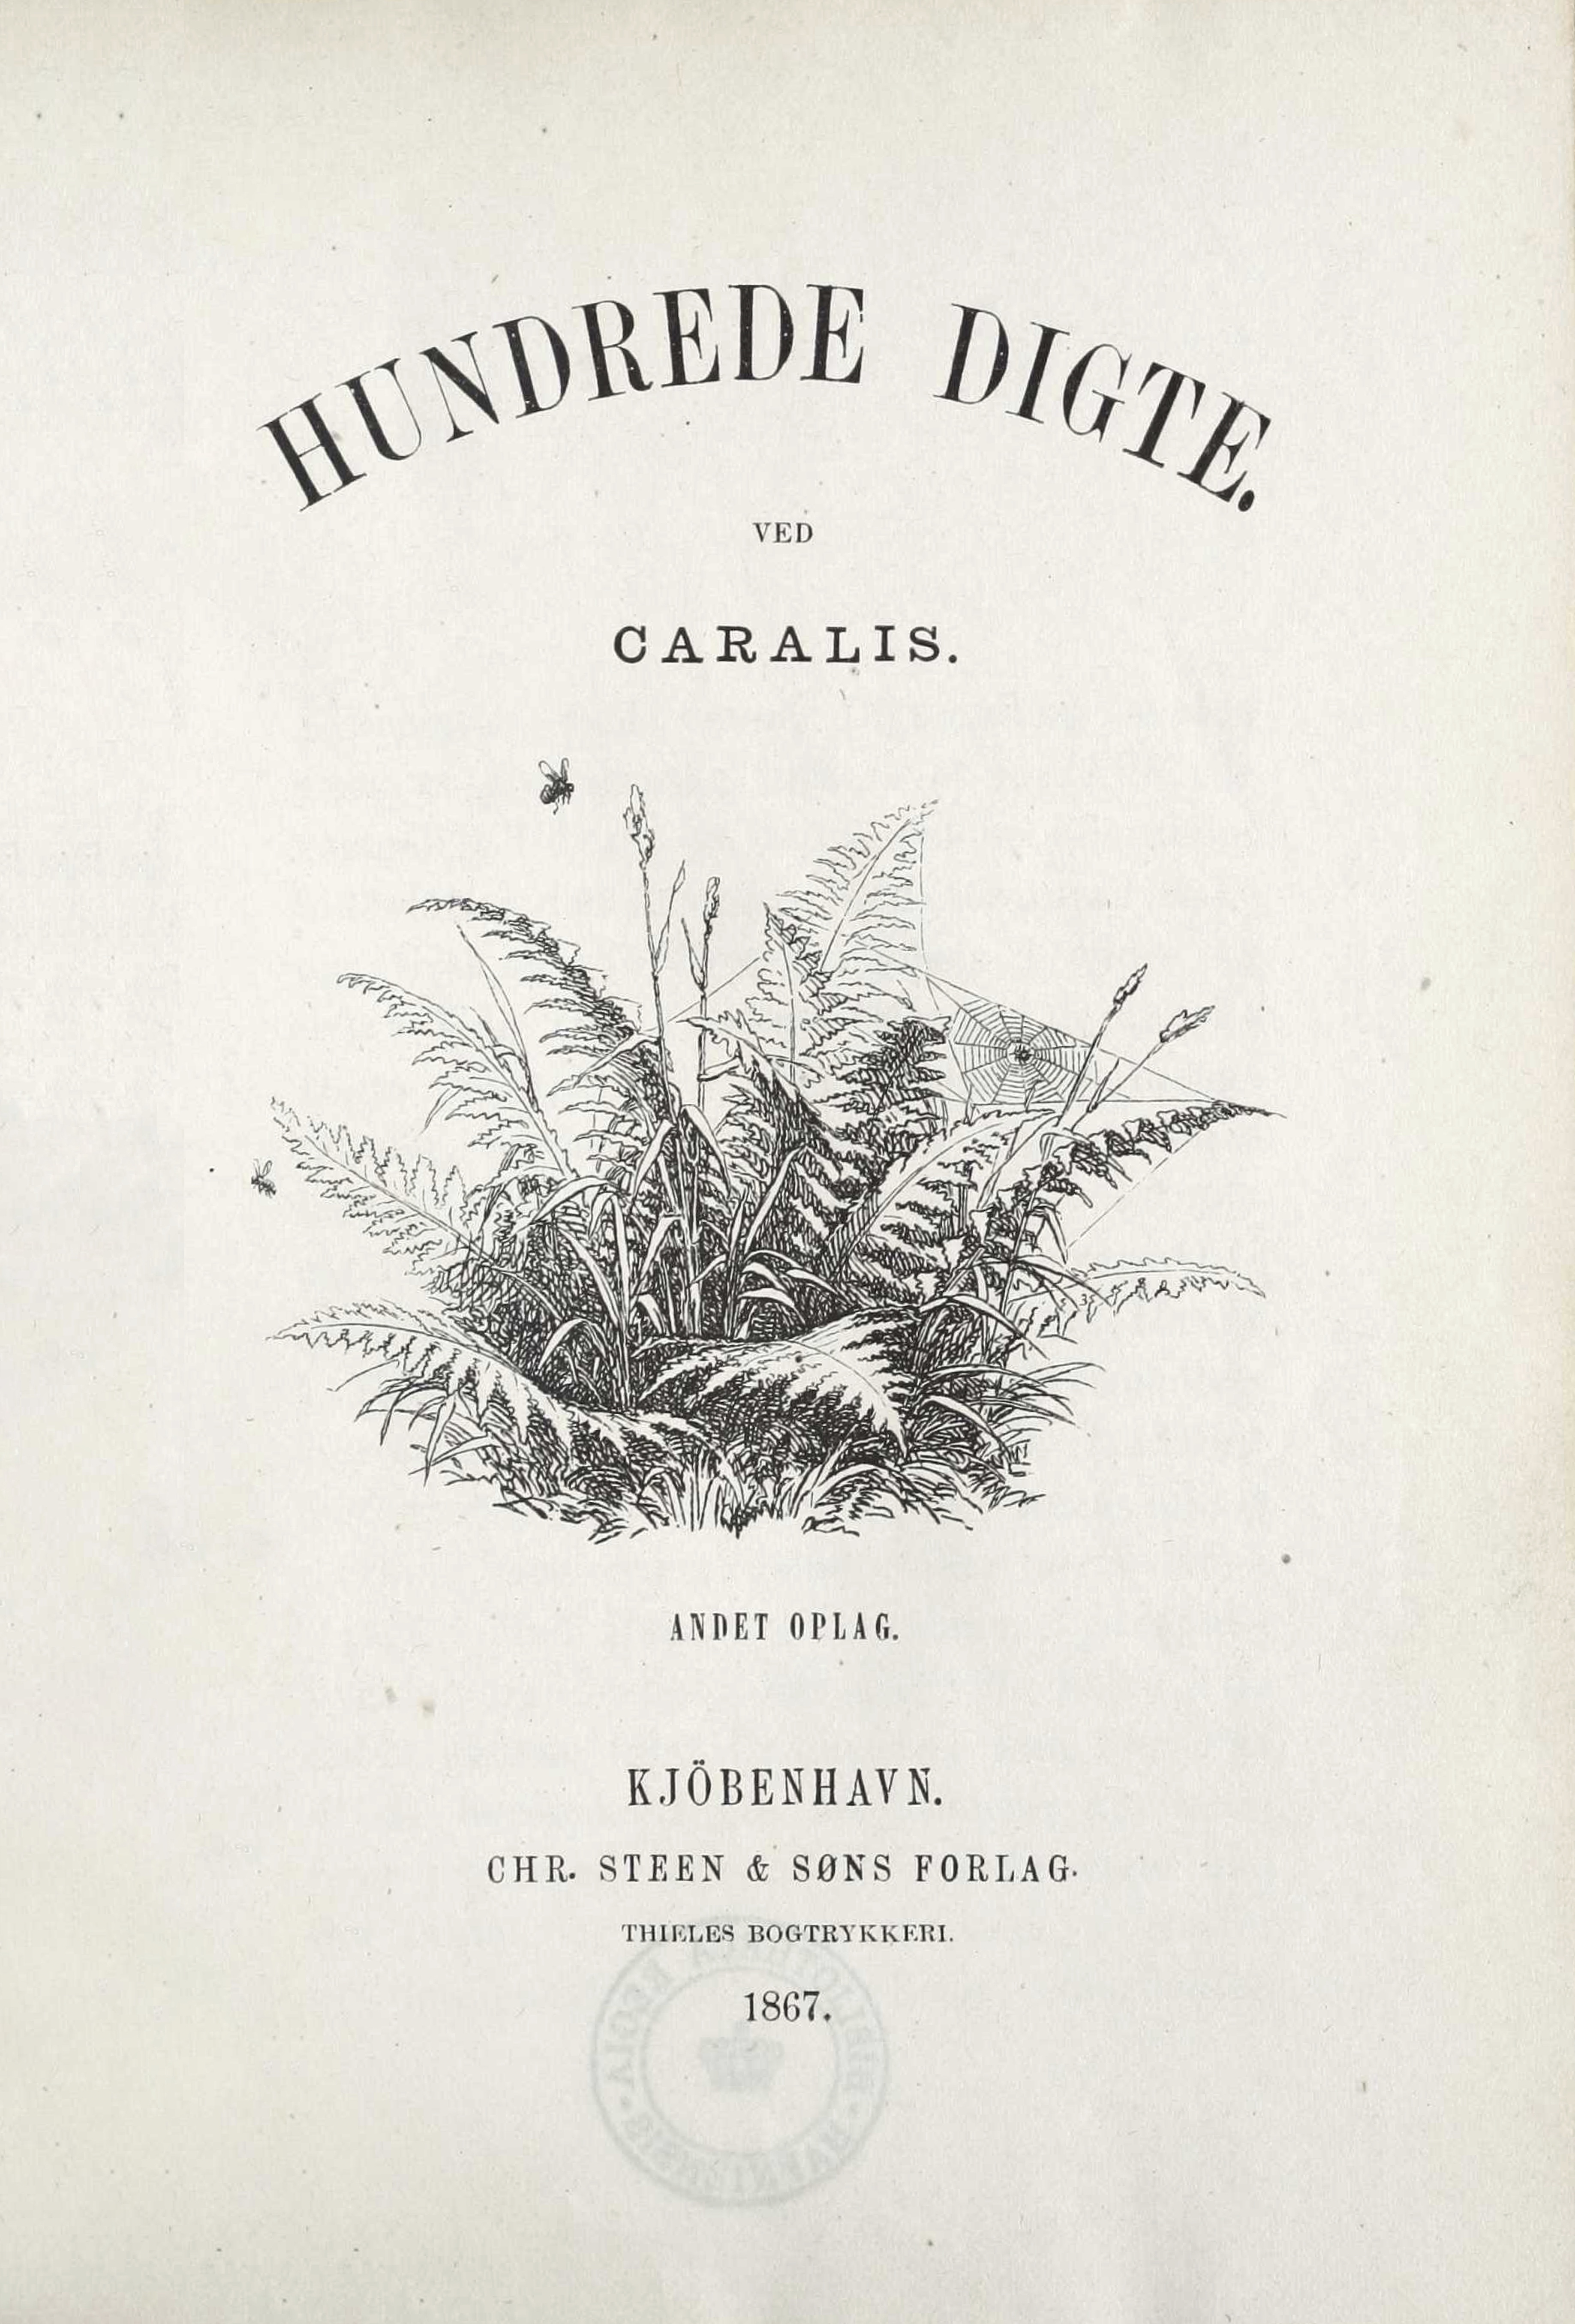 HUNDREDE DIGTE.
VED
CARALIS.
ANDET OPLAG.
KJÖBENHAVN.
CHR. STEEN & SØNS FORLAG.
THIELES BOGTRYKKERI.
1867.